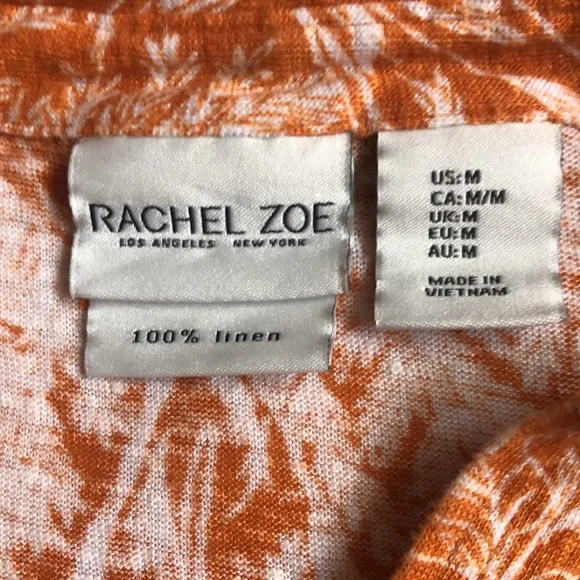 RACHEL ZOE
LOS ANGELES NEW YORK
100% linen
US: M
CA: M/M
UK: M
EU: M
AU: M
MADE IN
VIETNAM